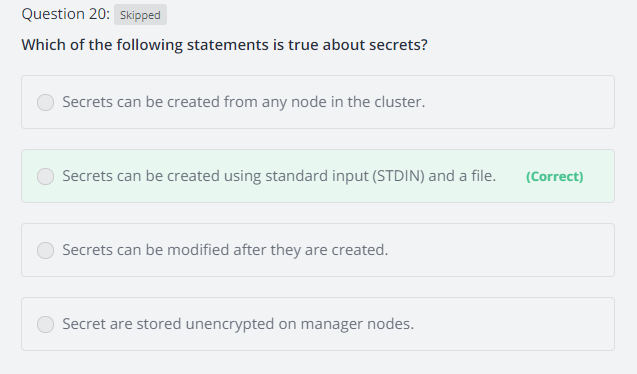 Question 20: Skipped
Which of the following statements is true about secrets?
Secrets can be created from any node in the cluster.
Secrets can be created using standard input (STDIN) and a file. (Correct)
Secrets can be modified after they are created.
Secret are stored unencrypted on manager nodes.